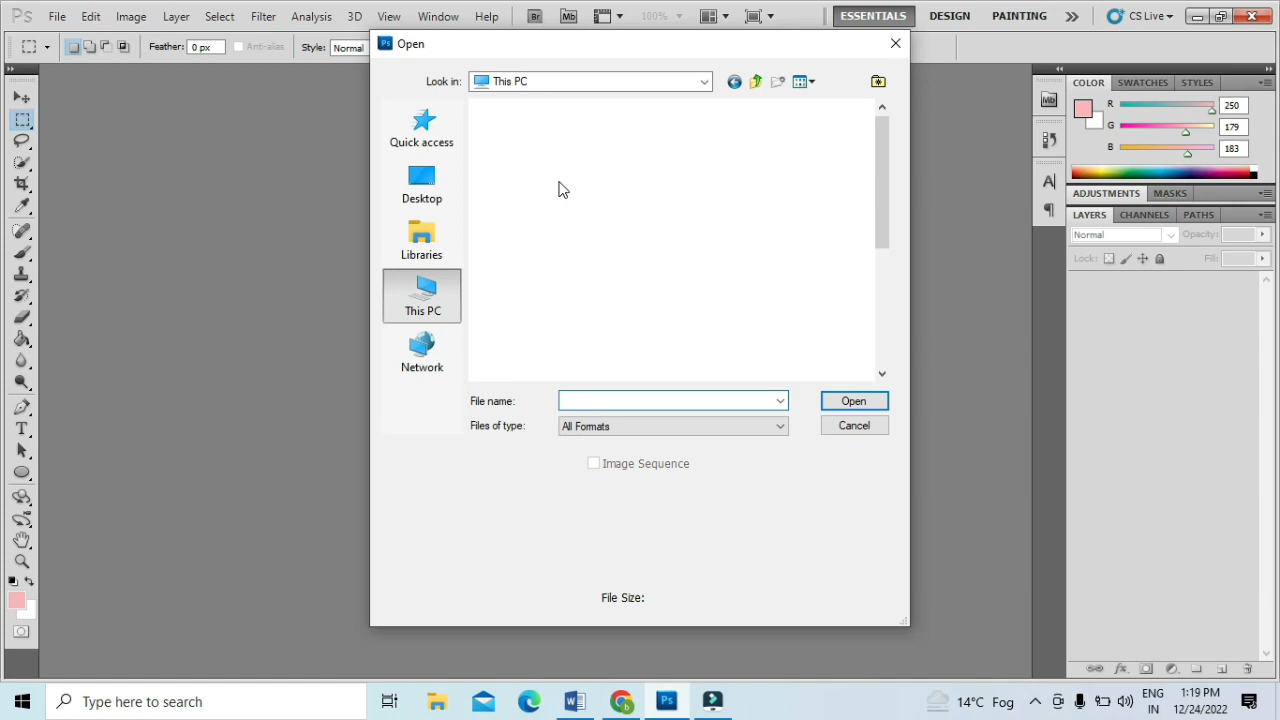 Ps File Edit Image Layer Select Filter Analysis 3D View Window Help Br Mb 100% ESSENTIALS DESIGN PAINTING CS Live
Feather: 0 px Anti-alias Style: Normal
Ps Open
Look in: This PC
Quick access
Desktop
Libraries
This PC
Network
File name: Open
Files of type: All Formats Cancel
Image Sequence
File Size:
COLOR SWATCHES STYLES
Mb
R 250
G 179
B 183
ADJUSTMENTS MASKS
LAYERS CHANNELS PATHS
Normal Opacity:
Lock: Fill:
Type here to search
W
Ps
14°C Fog
ENG
IN
1:19 PM
12/24/2022